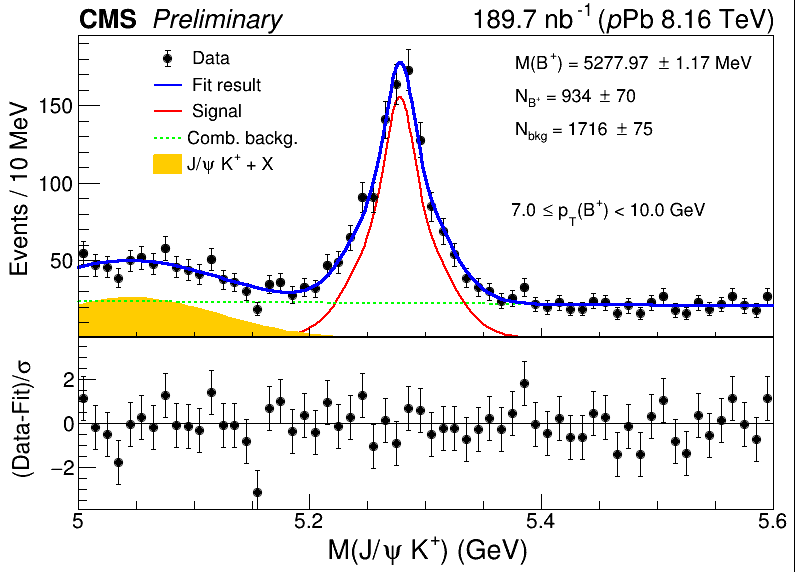 CMS Preliminary 189.7 nb⁻¹ (pPb 8.16 TeV)
Data
Fit result
Signal
Comb. backg.
J/ψ K⁺ + X
M(B⁺) = 5277.97 ± 1.17 MeV
N_B⁺ = 934 ± 70
N_bkg = 1716 ± 75
7.0 ≤ p_T(B⁺) < 10.0 GeV
Events / 10 MeV
150
100
50
(Data-Fit)/σ
2
0
−2
5 5.2 5.4 5.6
M(J/ψ K⁺) (GeV)